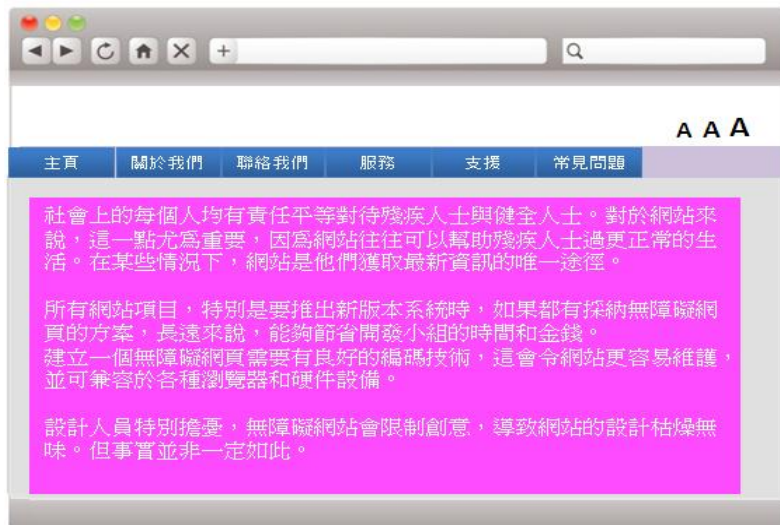 A A A
主頁 關於我們 聯絡我們 服務 支援 常見問題
社會上的每個人均有責任平等對待殘疾人士與健全人士。對於網站來
說，這一點尤為重要，因為網站往往可以幫助殘疾人士過更正常的生
活。在某些情況下，網站是他們獲取最新資訊的唯一途徑。
所有網站項目，特別是要推出新版本系統時，如果都有採納無障礙網
頁的方案，長遠來說，能夠節省開發小組的時間和金錢。
建立一個無障礙網頁需要有良好的編碼技術，這會令網站更容易維護，
並可兼容於各種瀏覽器和硬件設備。
設計人員特別擔憂，無障礙網站會限制創意，導致網站的設計枯燥無
味。但事實並非一定如此。